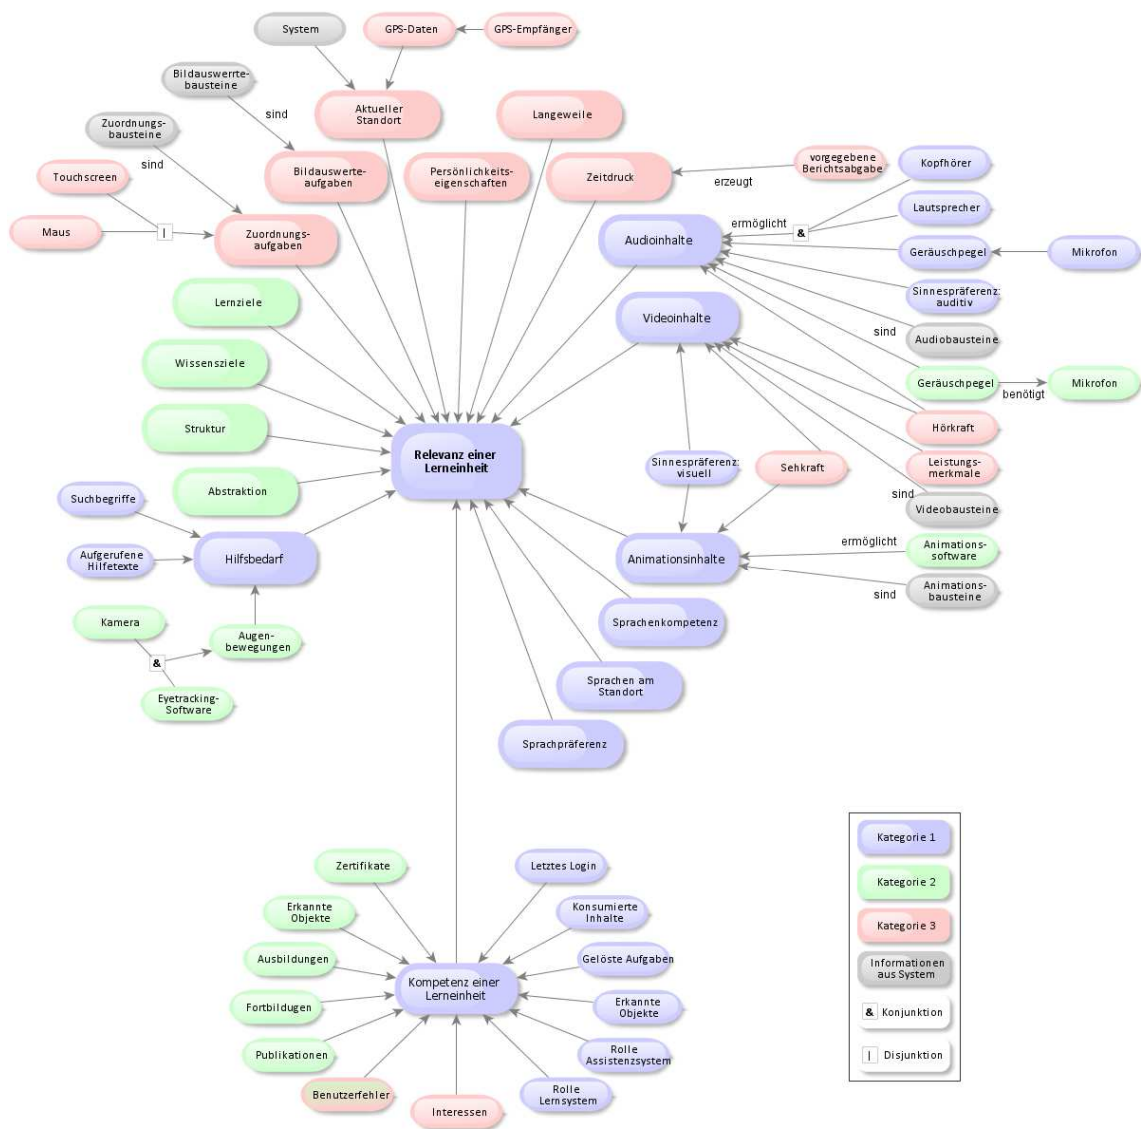 System
GPS-Daten
GPS-Empfänger
Bildauswerte-
bausteine
sind
Aktueller
Standort
Langeweile
Zuordnungs-
bausteine
sind
Bildauswerte-
aufgaben
Persönlichkeits-
eigenschaften
Zeitdruck
erzeugt
vorgegebene
Berichtsabgabe
Kopfhörer
Touchscreen
Maus
|
Zuordnungs-
aufgaben
Audioinhalte
ermöglicht
&
Lautsprecher
Geräuschpegel
Mikrofon
Lernziele
Videoinhalte
Sinnespräferenz:
auditiv
sind
Audiobausteine
Wissensziele
Geräuschpegel
benötigt
Mikrofon
Struktur
Hörkraft
Relevanz einer
Lerneinheit
Sinnespräferenz:
visuell
Sehkraft
Leistungs-
merkmale
Abstraktion
sind
Videobausteine
Suchbegriffe
Aufgerufene
Hilfetexte
Hilfsbedarf
Animationsinhalte
ermöglicht
Animations-
software
sind
Animations-
bausteine
Kamera
&
Augen-
bewegungen
Eyetracking-
Software
Sprachenkompetenz
Sprachen am
Standort
Sprachpräferenz
Zertifikate
Letztes Login
Erkannte
Objekte
Konsumierte
Inhalte
Ausbildungen
Gelöste Aufgaben
Kompetenz einer
Lerneinheit
Fortbildugen
Erkannte
Objekte
Publikationen
Rolle
Assistenzsystem
Benutzerfehler
Interessen
Rolle
Lernsystem
Kategorie 1
Kategorie 2
Kategorie 3
Informationen
aus System
& Konjunktion
| Disjunktion